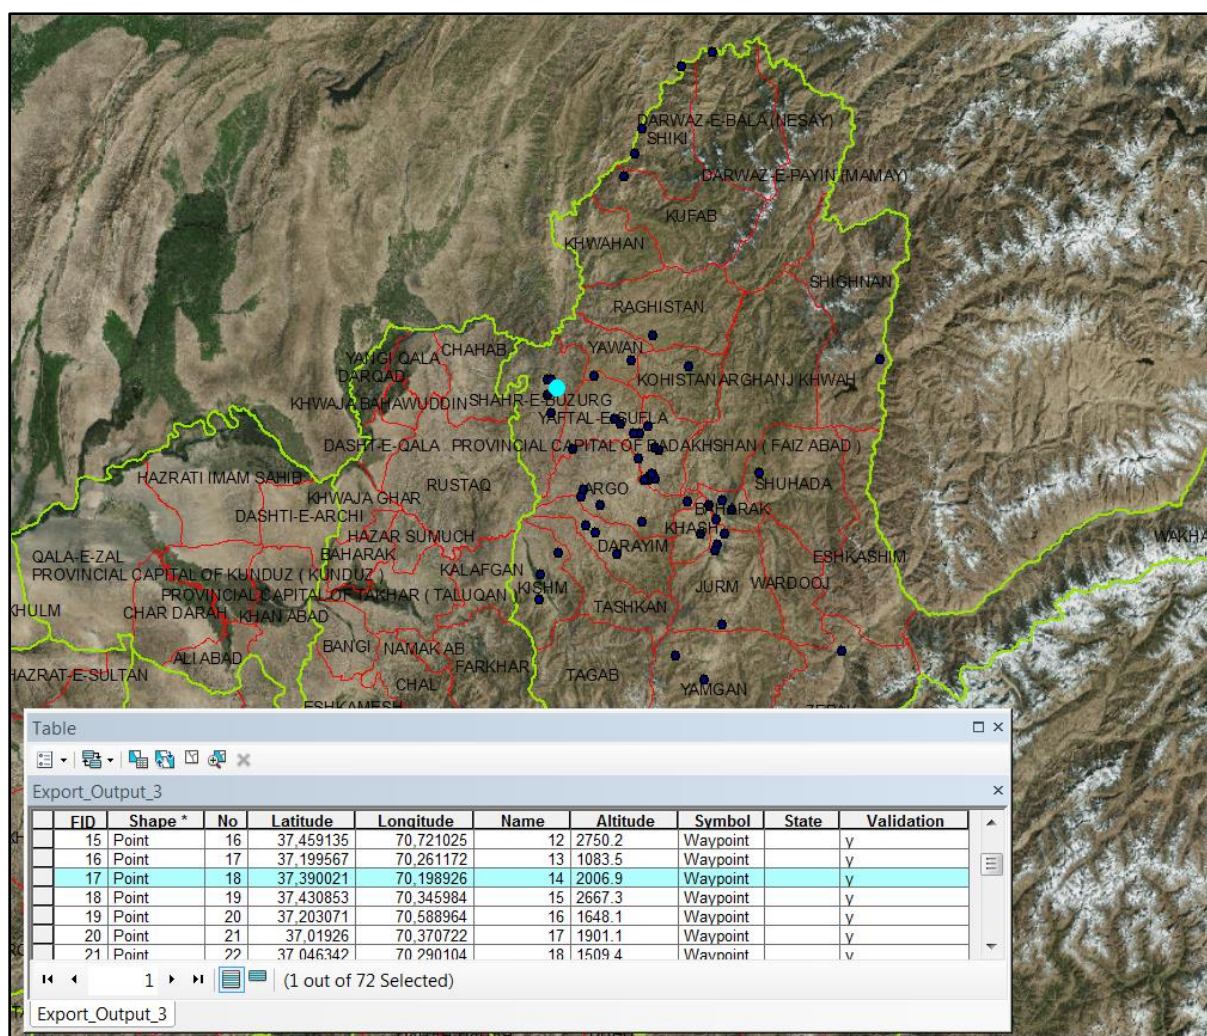 DARWAZ-E-BALA (NESAY)
SHIKI
DARWAZ-E-PAYIN (MAMAY)
KUFAB
KHWAHAN
SHIGHNAN
RAGHISTAN
CHAHAB
YAWAN
YANGI QALA
DARQAD
KOHISTAN
ARGHANJ KHWAH
KHWAJA BAHAWUDDIN
SHAHR-E-BUZURG
YAFTAL-E-SUFLA
DASHT-E-QALA
PROVINCIAL CAPITAL OF BADAKHSHAN ( FAIZ ABAD )
HAZRATI IMAM SAHIB
RUSTAQ
SHUHADA
ARGO
KHWAJA GHAR
DASHTI-E-ARCHI
BAHARAK
KHASH
HAZAR SUMUCH
DARAYIM
BAHARAK
ESHKASHIM
WAKHA
QALA-E-ZAL
KALAFGAN
PROVINCIAL CAPITAL OF KUNDUZ ( KUNDUZ
KISHM
JURM
WARDOOJ
PROVINCIAL CAPITAL OF TAKHAR ( TALUQAN )
KHULM
CHAR DARAH
KHAN ABAD
TASHKAN
BANGI
NAMAK AB
ALI ABAD
FARKHAR
HAZRAT-E-SULTAN
TAGAB
CHAL
YAMGAN
ESHKAMESH
Table
Export_Output_3
FID Shape * No Latitude Longitude Name Altitude Symbol State Validation
15 Point 16 37,459135 70,721025 12 2750.2 Waypoint y
16 Point 17 37,199567 70,261172 13 1083.5 Waypoint y
17 Point 18 37,390021 70,198926 14 2006.9 Waypoint y
18 Point 19 37,430853 70,345984 15 2667.3 Waypoint y
19 Point 20 37,203071 70,588964 16 1648.1 Waypoint y
20 Point 21 37,01926 70,370722 17 1901.1 Waypoint y
21 Point 22 37,046342 70,290104 18 1509.4 Waypoint y
1 (1 out of 72 Selected)
Export_Output_3